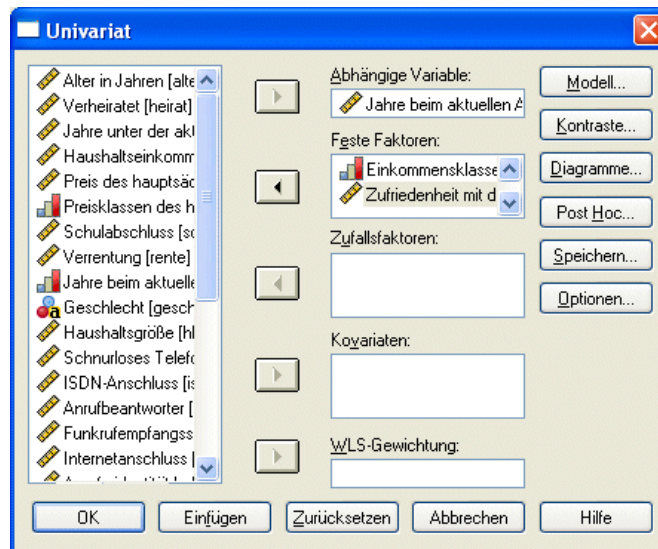 Univariat
Alter in Jahren [alte
Verheiratet [heirat]
Jahre unter der akt
Haushaltseinkomm
Preis des hauptsäc
Preisklassen des h
Schulabschluss [sc
Verrentung [rente]
Jahre beim aktuelle
Geschlecht [gesch
Haushaltsgröße [hl
Schnurloses Telefo
ISDN-Anschluss [is
Anrufbeantworter [
Funkrufempfangss
Internetanschluss [
Abhängige Variable:
Jahre beim aktuellen A
Feste Faktoren:
Einkommensklasse
Zufriedenheit mit d
Zufallsfaktoren:
Kovariaten:
WLS-Gewichtung:
Modell...
Kontraste...
Diagramme...
Post Hoc...
Speichern...
Optionen...
OK
Einfügen
Zurücksetzen
Abbrechen
Hilfe